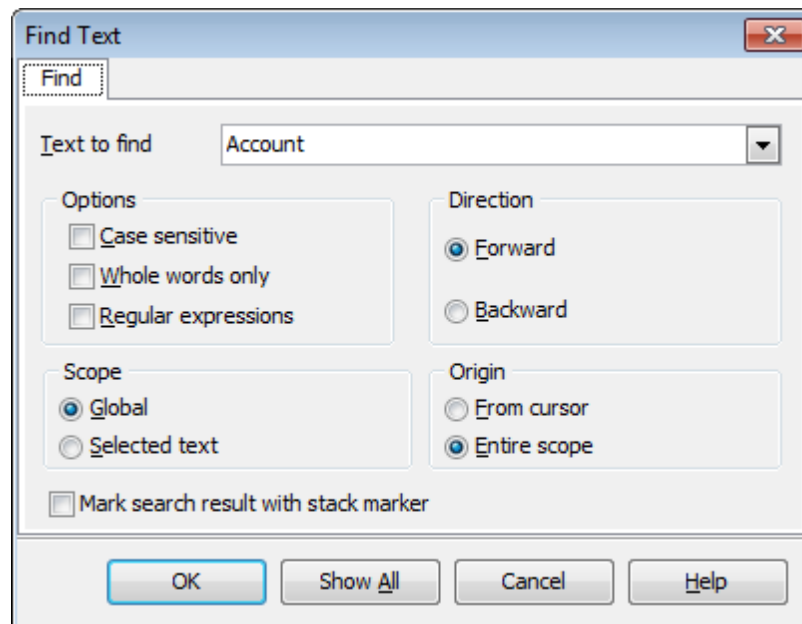 Find Text
Find
Text to find Account
Options
Case sensitive
Whole words only
Regular expressions
Direction
Forward
Backward
Scope
Global
Selected text
Origin
From cursor
Entire scope
Mark search result with stack marker
OK Show All Cancel Help